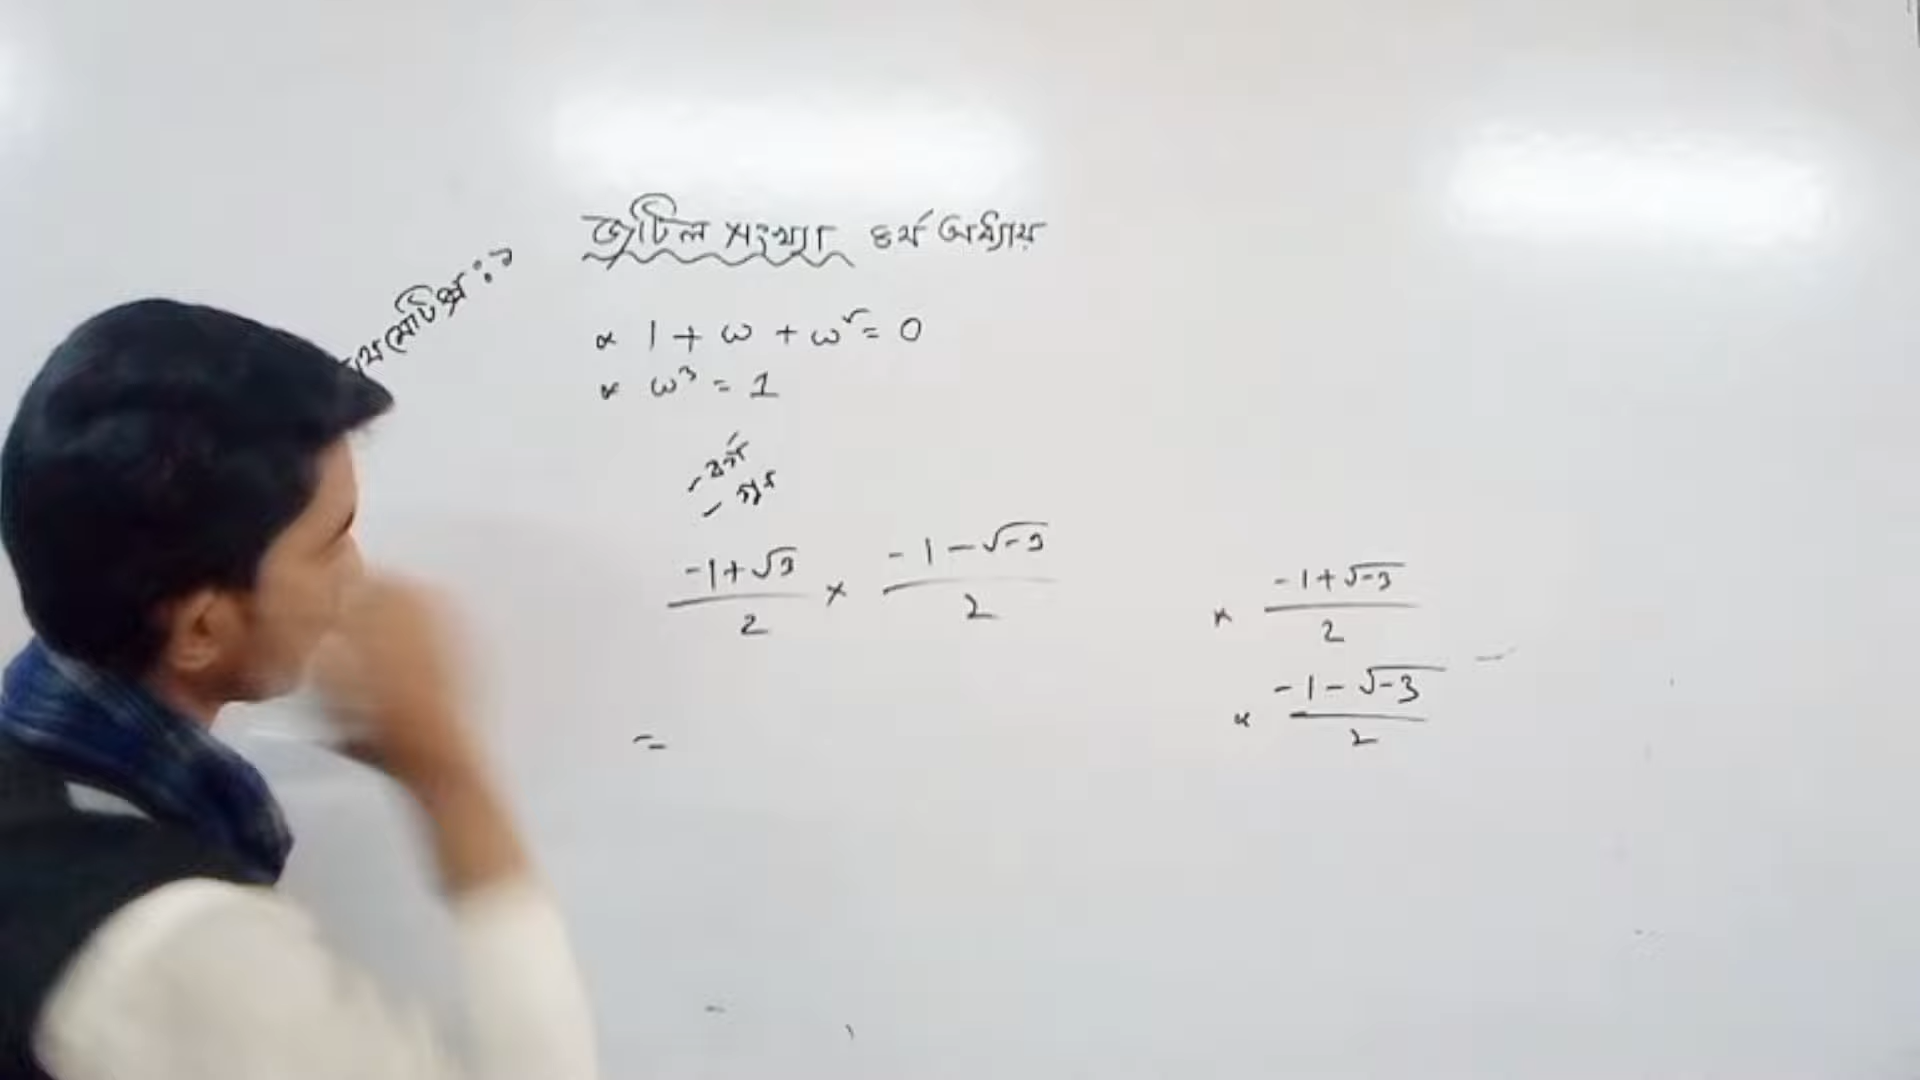 জটিল সংখ্যা ৪র্থ অধ্যায়
× 1 + ω + ω² = 0
× ω³ = 1
- বর্গ
- মূল
(-1+√3)/2 × (-1-√-3)/2
=
× (-1+√-3)/2
× (-1-√-3)/2